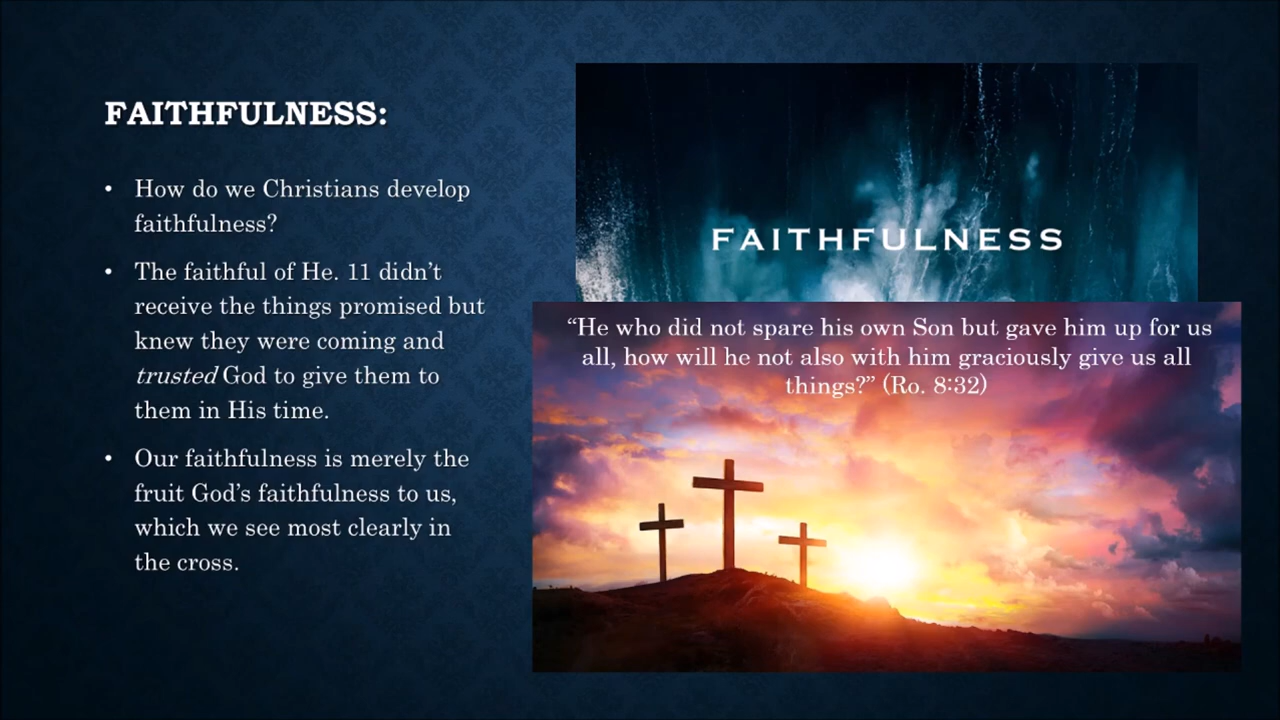 FAITHFULNESS:
• How do we Christians develop
faithfulness?
• The faithful of He. 11 didn’t
receive the things promised but
knew they were coming and
trusted God to give them to
them in His time.
• Our faithfulness is merely the
fruit God’s faithfulness to us,
which we see most clearly in
the cross.
FAITHFULNESS
“He who did not spare his own Son but gave him up for us
all, how will he not also with him graciously give us all
things?” (Ro. 8:32)